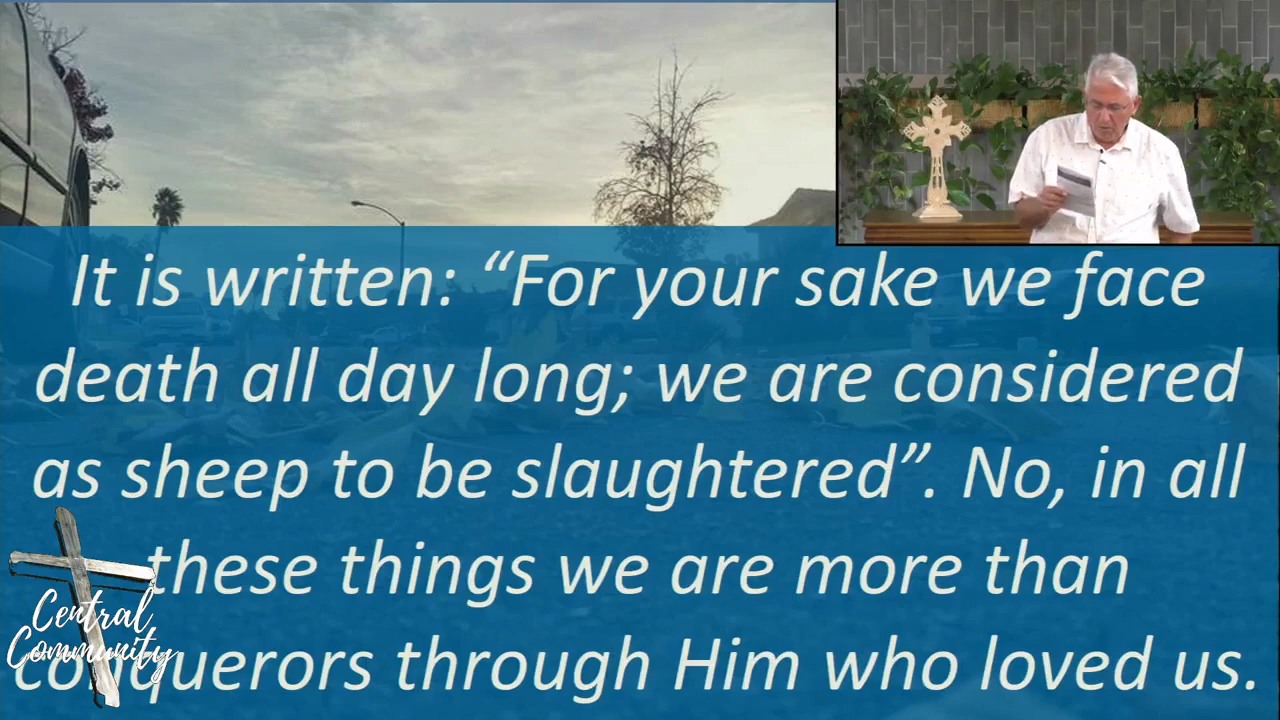 It is written: “For your sake we face
death all day long; we are considered
as sheep to be slaughtered”. No, in all
these things we are more than
conquerors through Him who loved us.
Central
Community